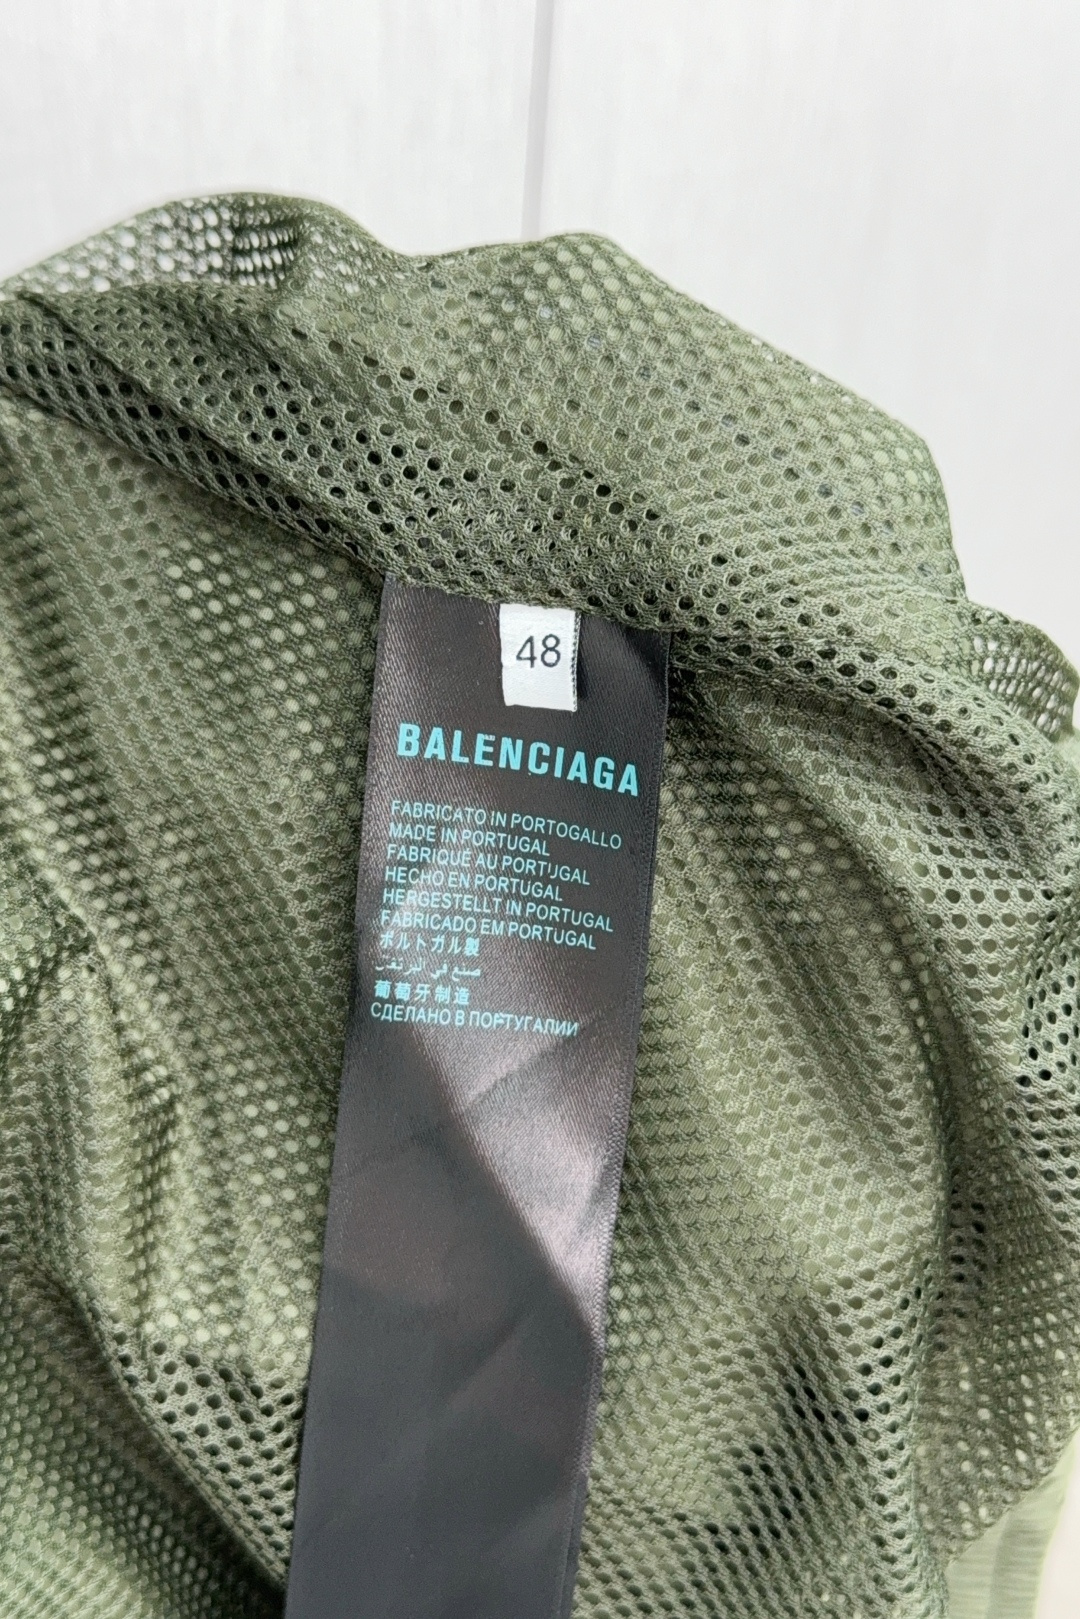 48
BALENCIAGA
FABRICATO IN PORTOGALLO
MADE IN PORTUGAL
FABRIQUÉ AU PORTUGAL
HECHO EN PORTUGAL
HERGESTELLT IN PORTUGAL
FABRICADO EM PORTUGAL
ポルトガル製
صنع في
葡萄牙制造
СДЕЛАНО В ПОРТУГАЛИИ